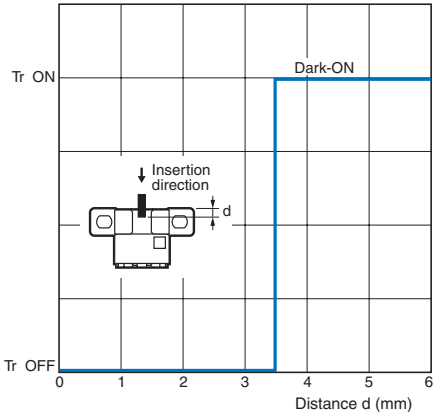 Tr ON
Dark-ON
Insertion
direction
d
Tr OFF
0 1 2 3 4 5 6
Distance d (mm)